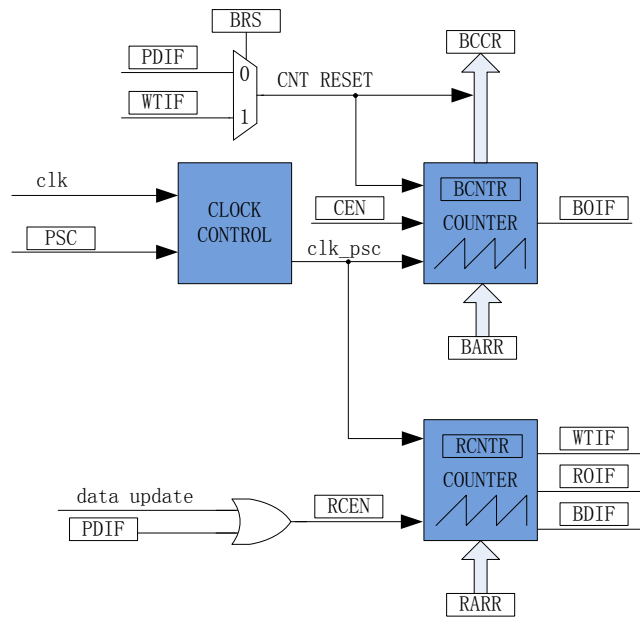 BRS
BCCR
PDIF
0
CNT RESET
WTIF
1
clk
CLOCK
CONTROL
PSC
BCNTR
CEN
COUNTER
BOIF
clk_psc
BARR
RCNTR
WTIF
COUNTER
ROIF
data update
RCEN
BDIF
PDIF
RARR